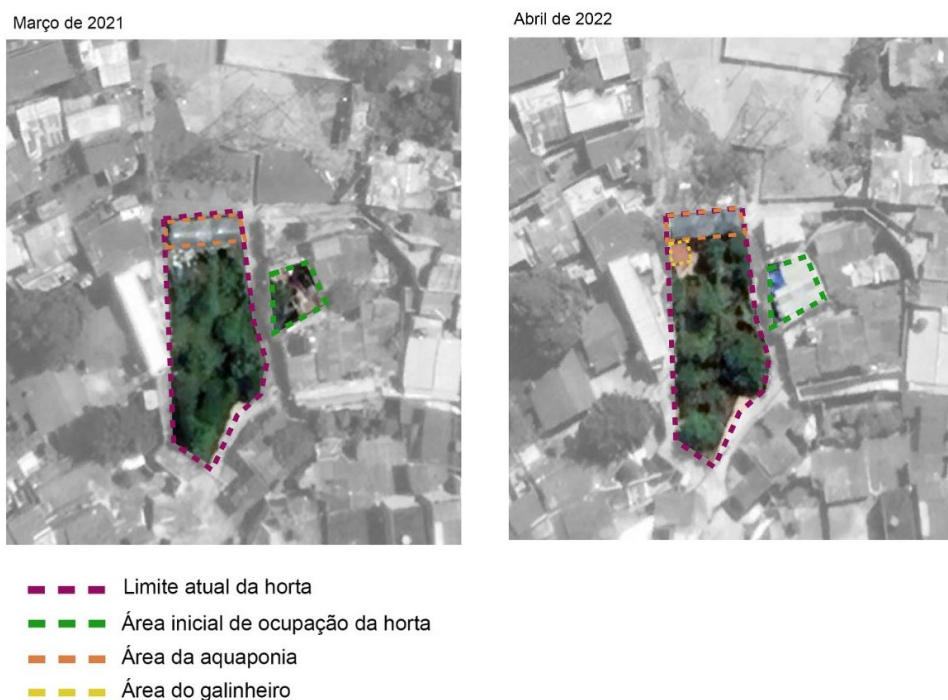 Março de 2021
Abril de 2022
Limite atual da horta
Área inicial de ocupação da horta
Área da aquaponia
Área do galinheiro